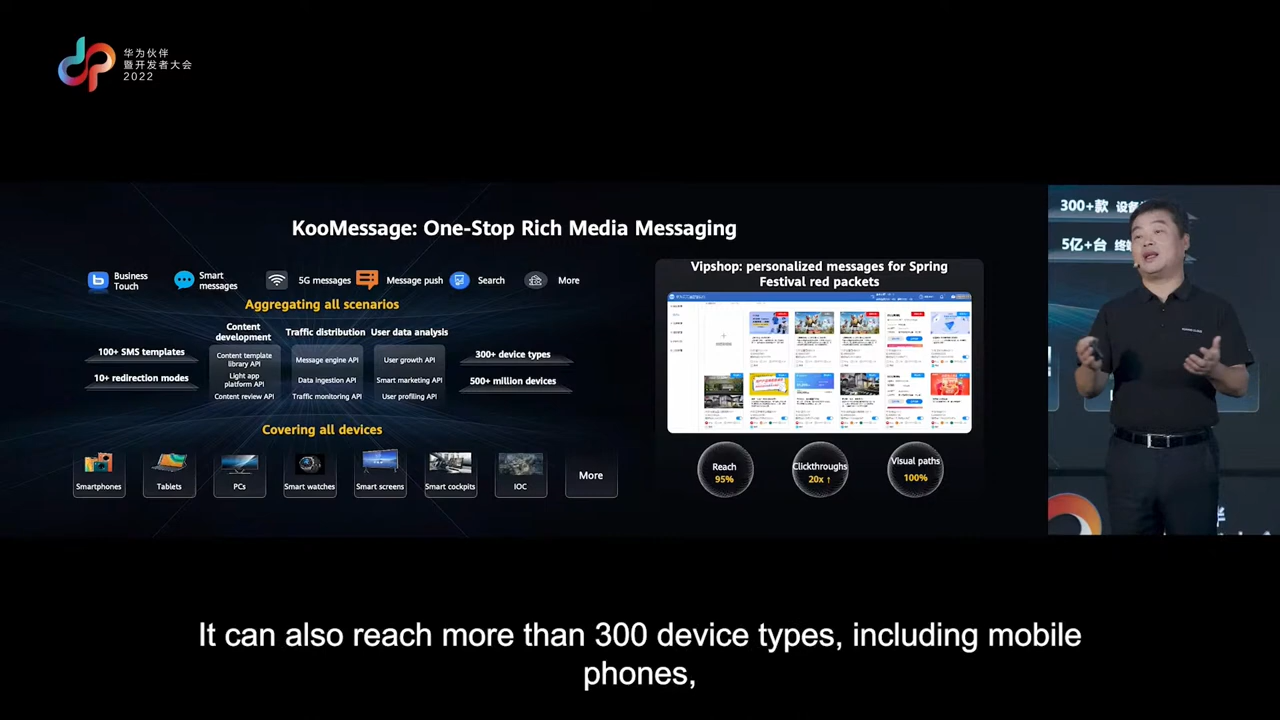 华为伙伴
暨开发者大会
2022
KooMessage: One-Stop Rich Media Messaging
Business
Touch
Smart
messages
5G messages
Message push
Search
More
Aggregating all scenarios
Content
development
Traffic distribution
User data analysis
100+ SMS templates
10+ redirection modes
Content template
library API
Light app
platform API
Content review API
Message engine API
Data ingestion API
Traffic monitoring API
User growth API
Smart marketing API
User profiling API
300+ device types
500+ million devices
Covering all devices
Smartphones
Tablets
PCs
Smart watches
Smart screens
Smart cockpits
IOC
More
Vipshop: personalized messages for Spring
Festival red packets
Reach
95%
Clickthroughs
20x ↑
Visual paths
100%
300+款 设备
5亿+台 终
It can also reach more than 300 device types, including mobile
phones,